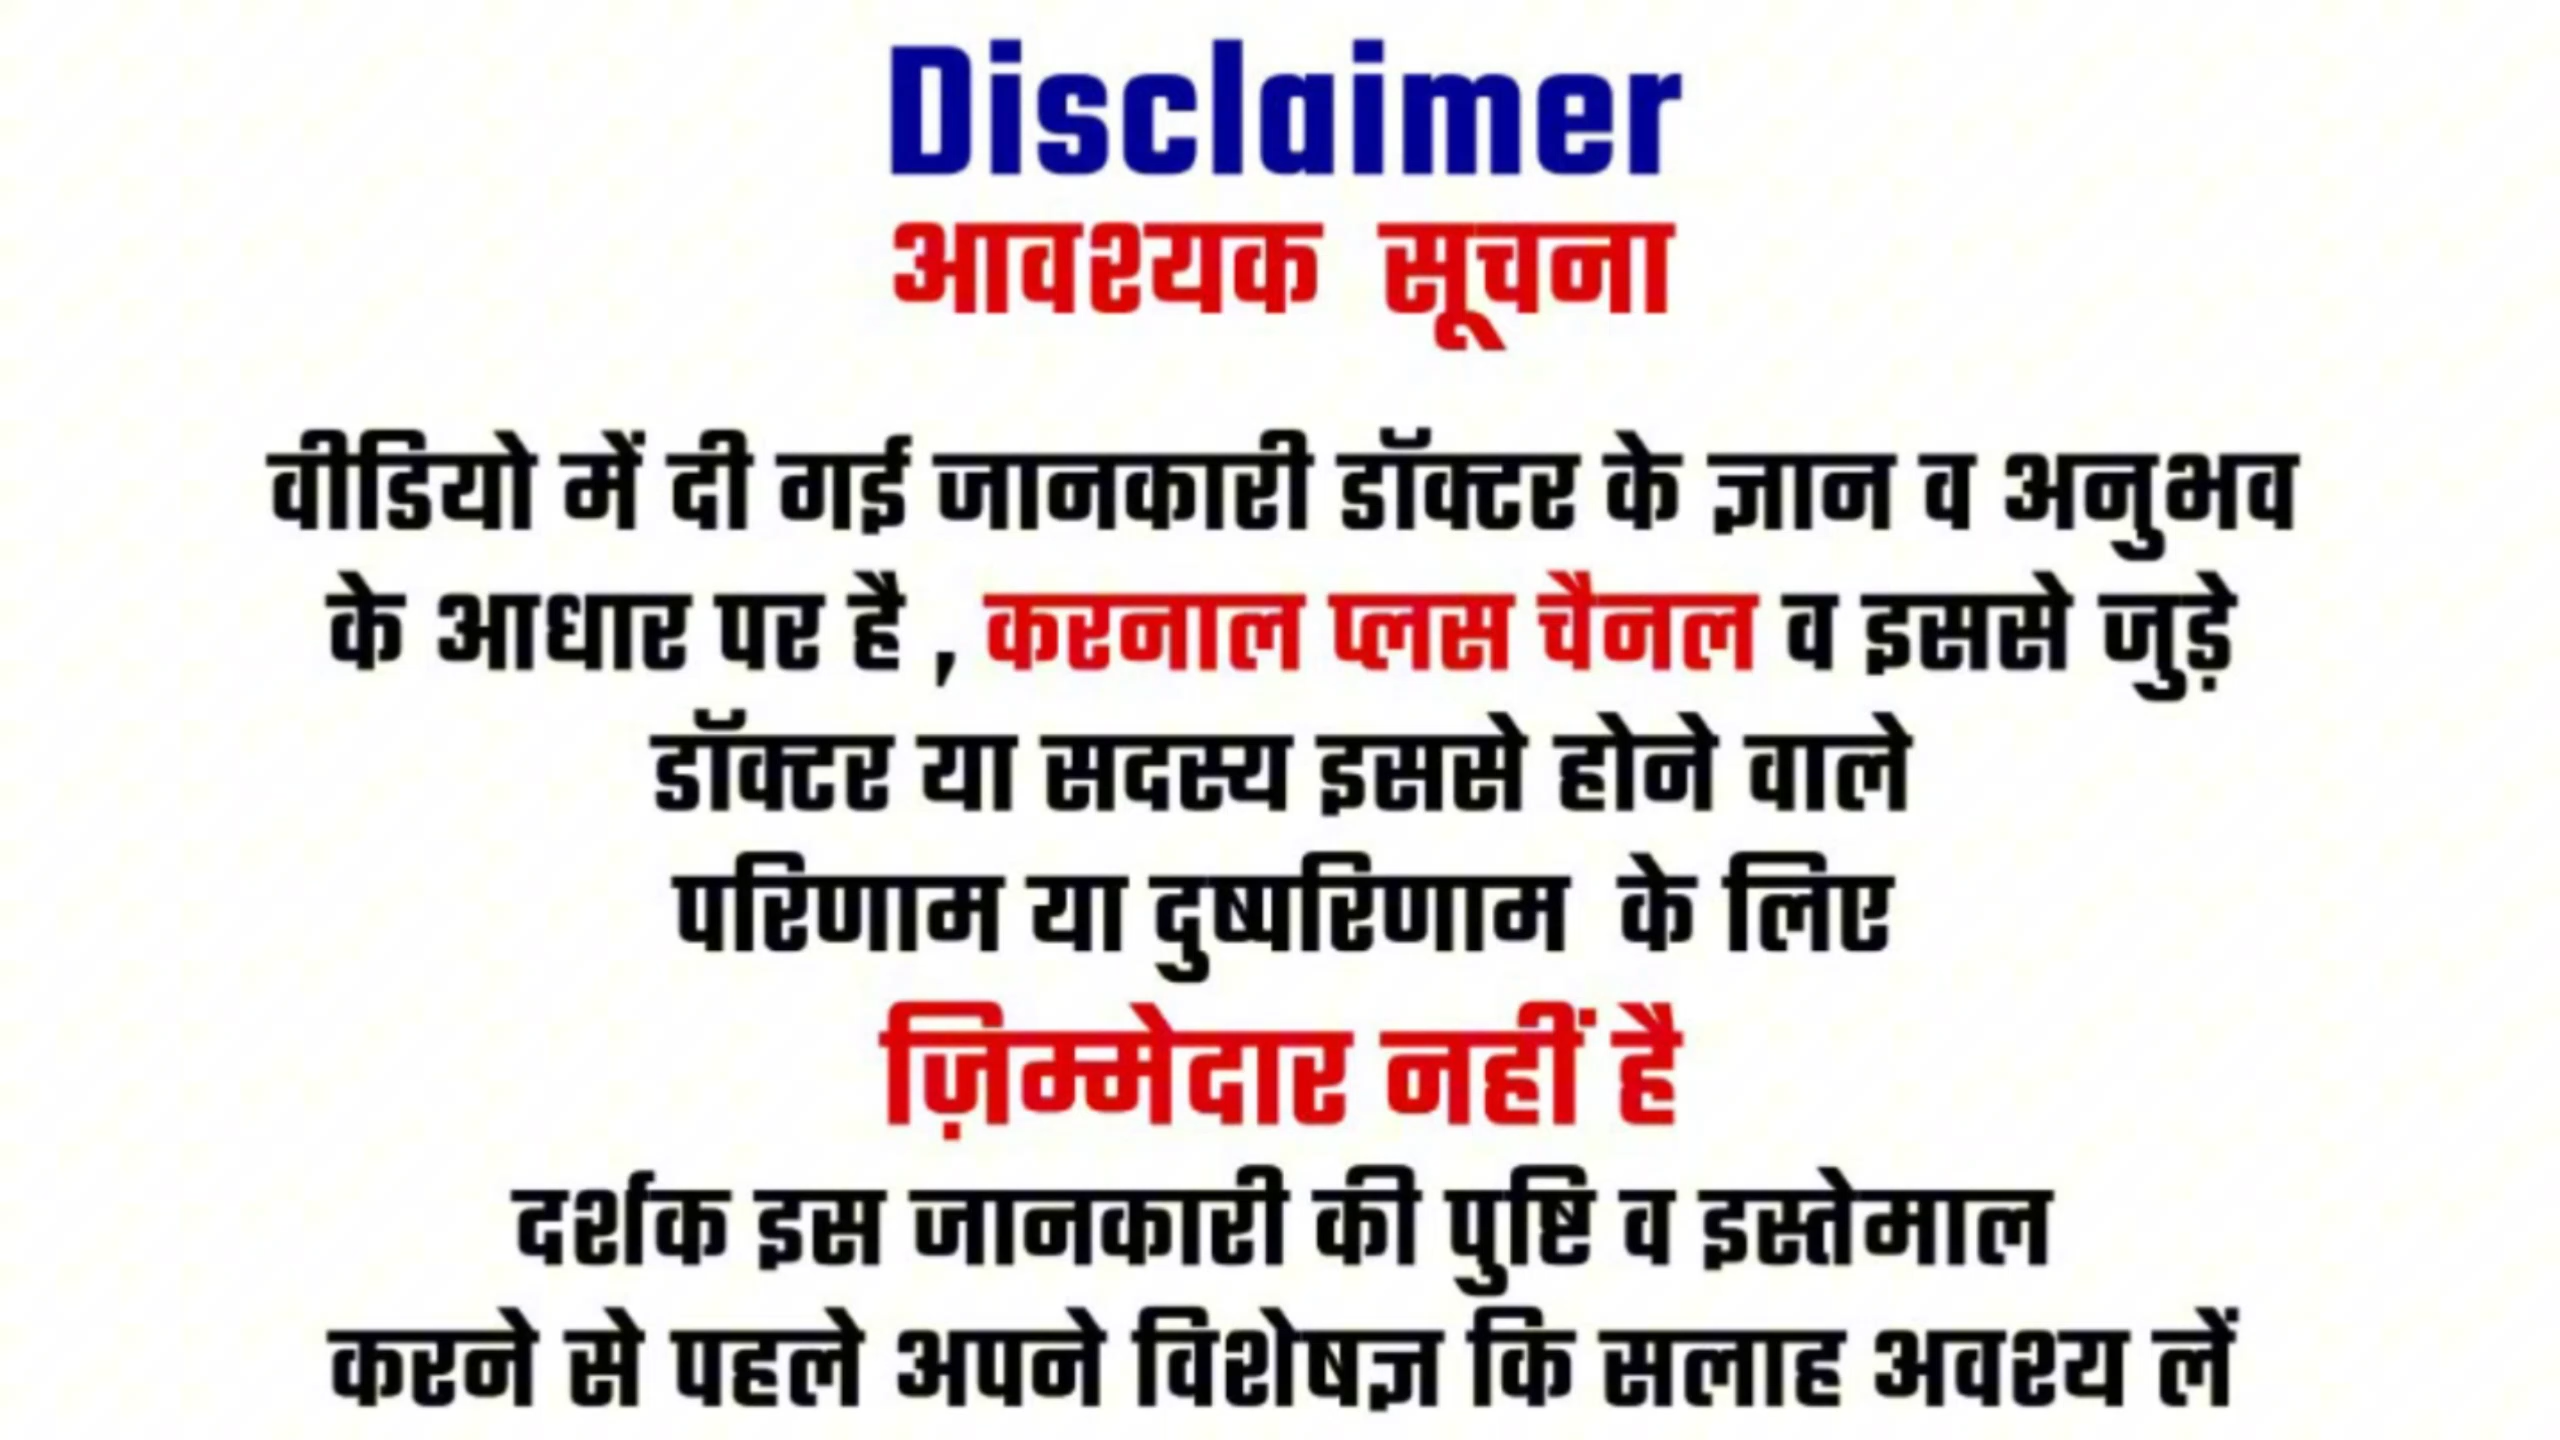 Disclaimer
आवश्यक सूचना
वीडियो में दी गई जानकारी डॉक्टर के ज्ञान व अनुभव
के आधार पर है , करनाल प्लस चैनल व इससे जुड़े
डॉक्टर या सदस्य इससे होने वाले
परिणाम या दुष्परिणाम के लिए
ज़िम्मेदार नहीं है
दर्शक इस जानकारी की पुष्टि व इस्तेमाल
करने से पहले अपने विशेषज्ञ कि सलाह अवश्य लें